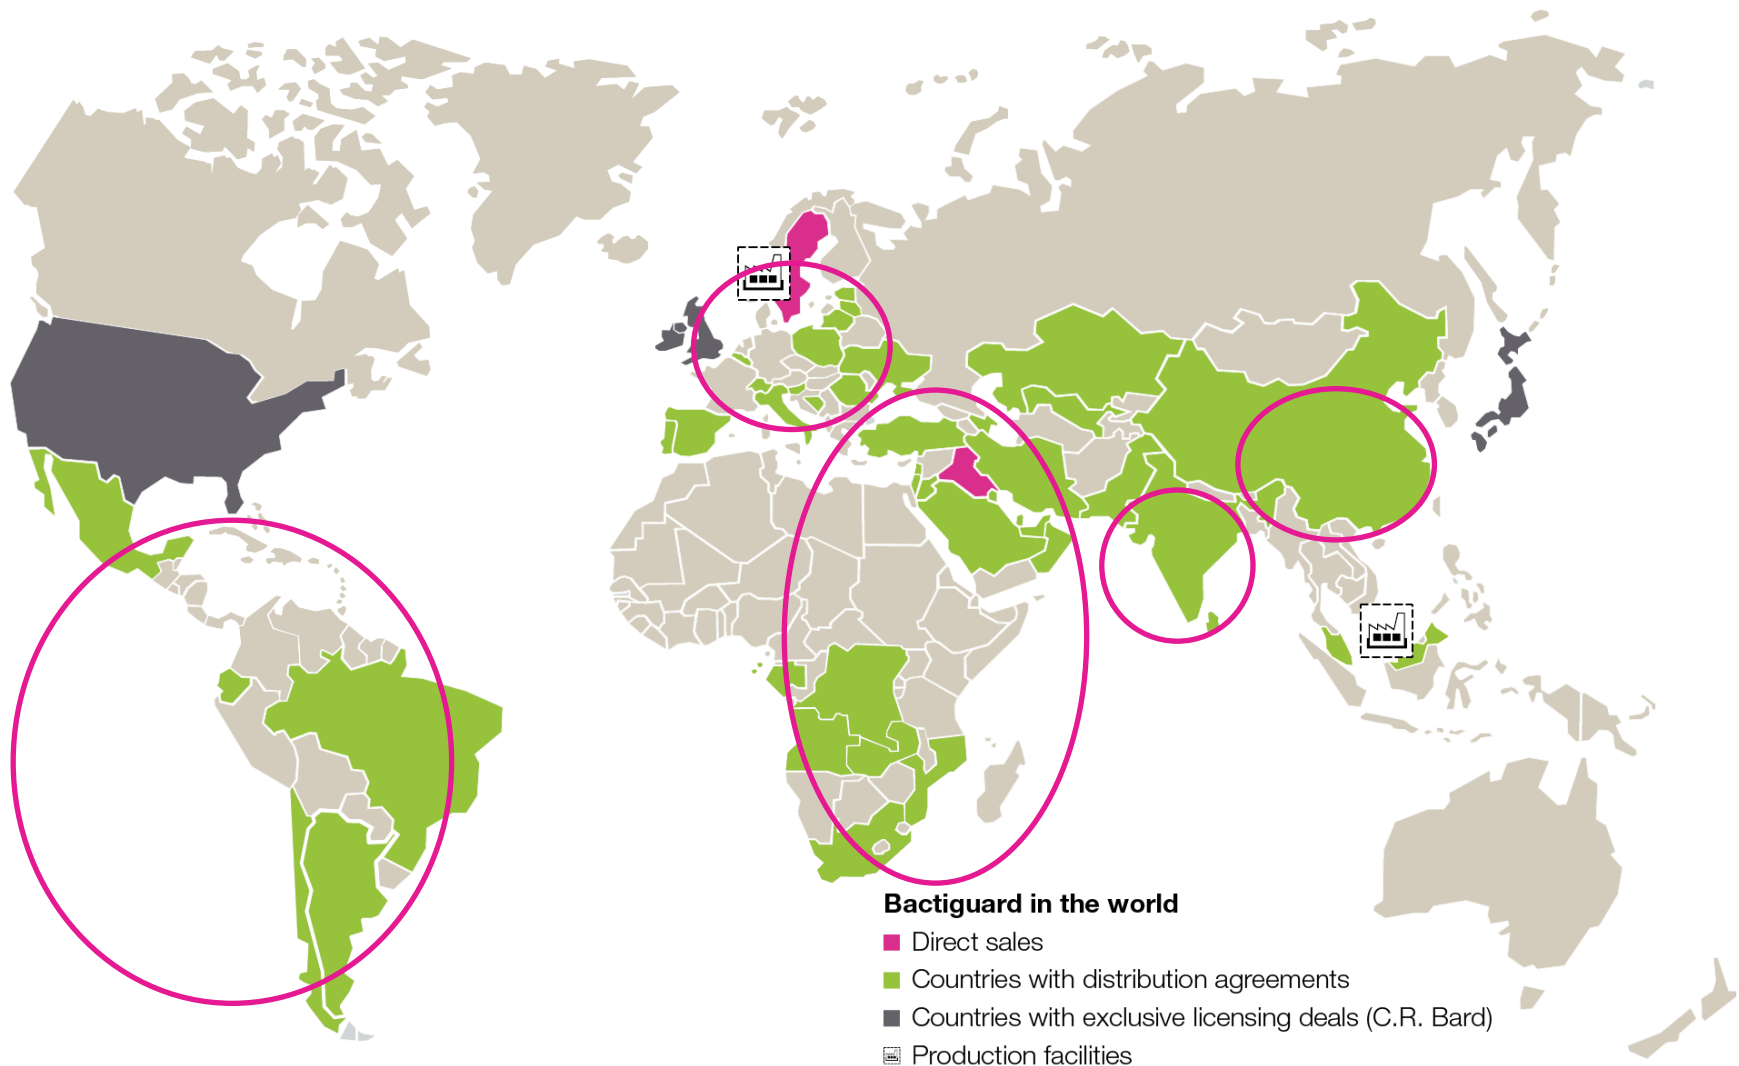 Bactiguard in the world
Direct sales
Countries with distribution agreements
Countries with exclusive licensing deals (C.R. Bard)
Production facilities